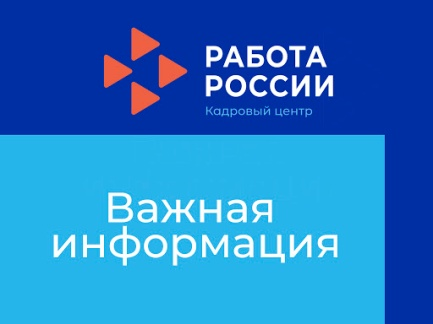 РАБОТА
РОССИИ
Кадровый центр
Важная
информация